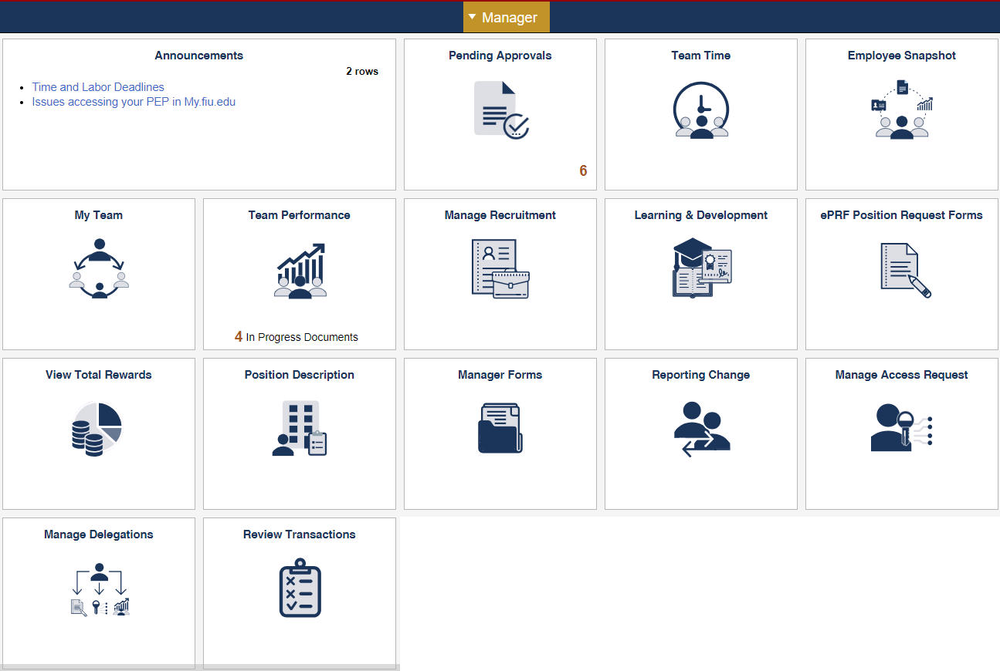 Manager
Announcements
2 rows
Time and Labor Deadlines
Issues accessing your PEP in My.fiu.edu
Pending Approvals
6
Team Time
Employee Snapshot
My Team
Team Performance
4 In Progress Documents
Manage Recruitment
Learning & Development
ePRF Position Request Forms
View Total Rewards
Position Description
Manager Forms
Reporting Change
Manage Access Request
Manage Delegations
Review Transactions